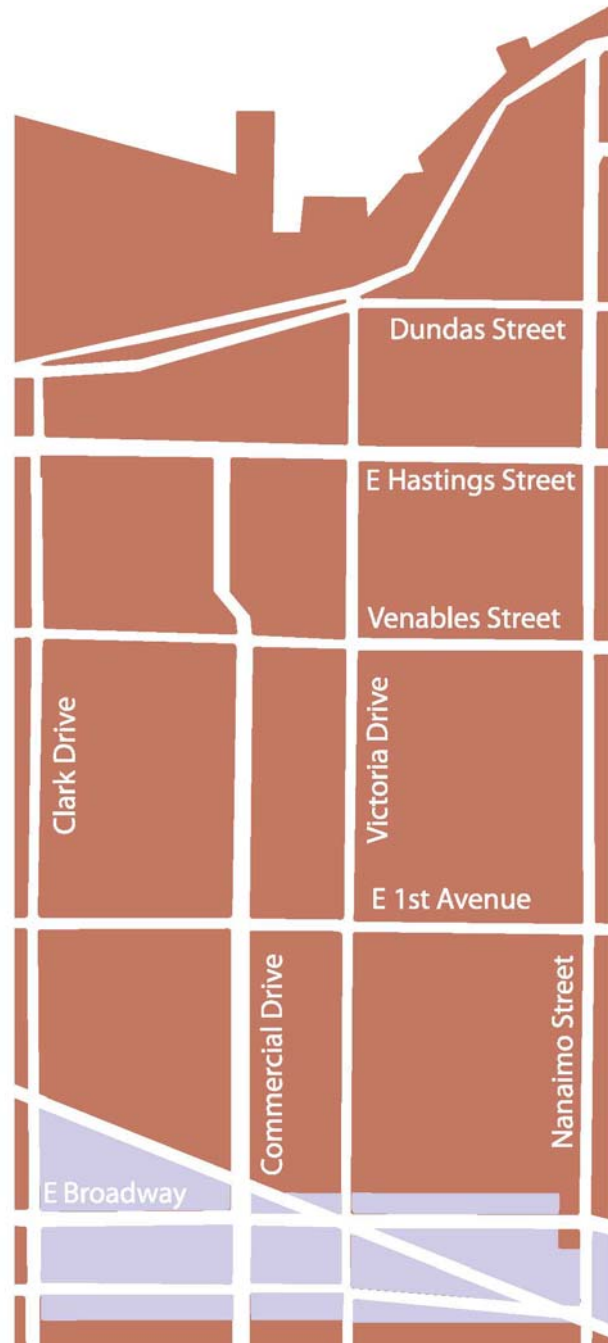 Dundas Street
E Hastings Street
Venables Street
Clark Drive
Victoria Drive
E 1st Avenue
Commercial Drive
Nanaimo Street
E Broadway